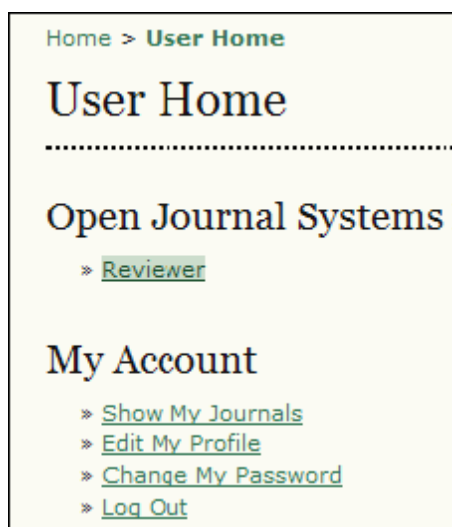 Home > User Home
User Home
Open Journal Systems
» Reviewer
My Account
» Show My Journals
» Edit My Profile
» Change My Password
» Log Out